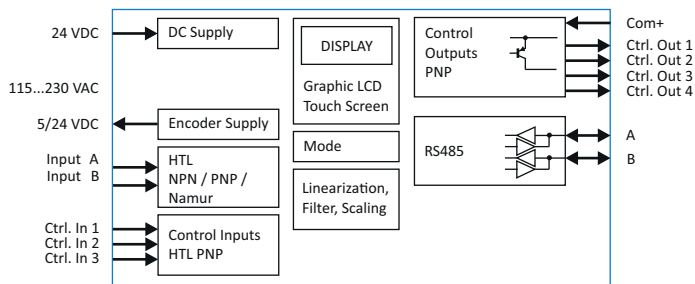 24 VDC
DC Supply
115...230 VAC
5/24 VDC
Encoder Supply
Input A
Input B
HTL
NPN / PNP /
Namur
Ctrl. In 1
Ctrl. In 2
Ctrl. In 3
Control Inputs
HTL PNP
DISPLAY
Graphic LCD
Touch Screen
Mode
Linearization,
Filter, Scaling
Control
Outputs
PNP
Com+
Ctrl. Out 1
Ctrl. Out 2
Ctrl. Out 3
Ctrl. Out 4
RS485
A
B